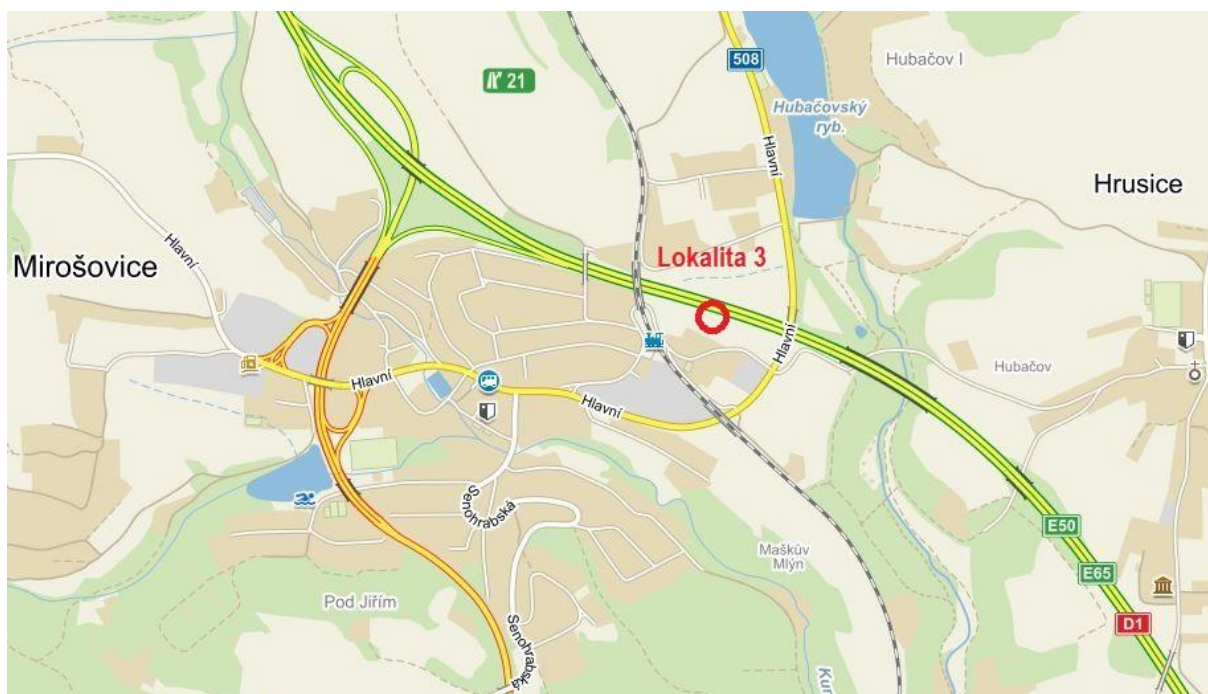 508
Hubačov I
21
Hubačovský
ryb.
Hlavní
Hrusice
Hlavní
Lokalita 3
Mirošovice
Hlavní
Hubačov
Hlavní
Hlavní
Senohrabská
E50
Maškův
Mlýn
E65
Pod Jiřím
D1
Senohrabská